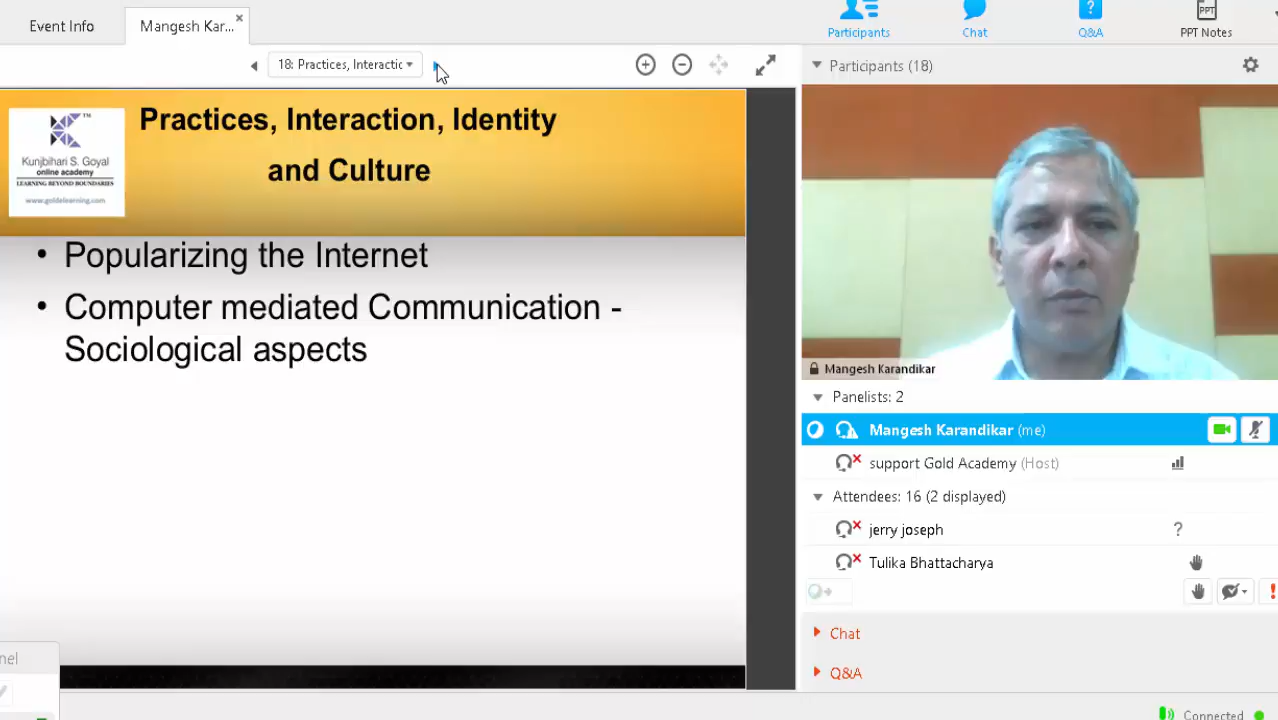 Event Info
Mangesh Kar...
Participants
Chat
Q&A
PPT Notes
18: Practices, Interactic
Participants (18)
Practices, Interaction, Identity
and Culture
TM
Kunjbihari S. Goyal
online academy
LEARNING BEYOND BOUNDARIES
www.goldelearning.com
• Popularizing the Internet
• Computer mediated Communication -
Sociological aspects
Mangesh Karandikar
Panelists: 2
Mangesh Karandikar (me)
support Gold Academy (Host)
Attendees: 16 (2 displayed)
jerry joseph
Tulika Bhattacharya
Chat
Q&A
nel
Connected